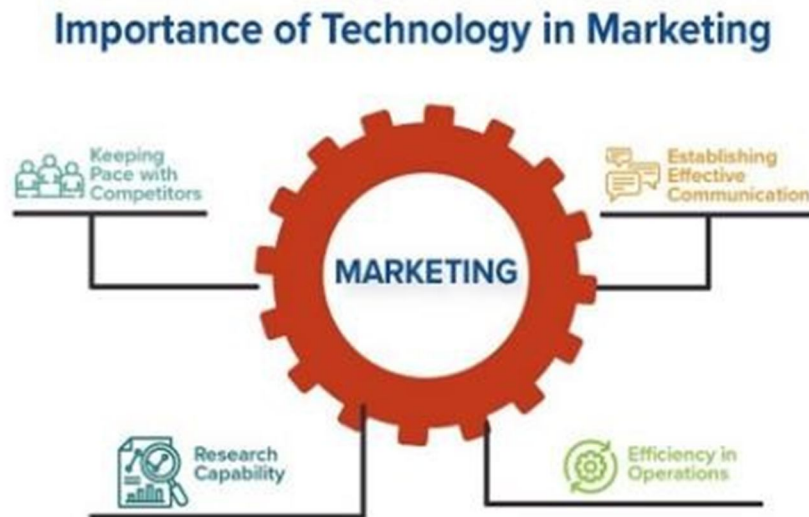 Importance of Technology in Marketing
Keeping
Pace with
Competitors
Establishing
Effective
Communication
MARKETING
Research
Capability
Efficiency in
Operations